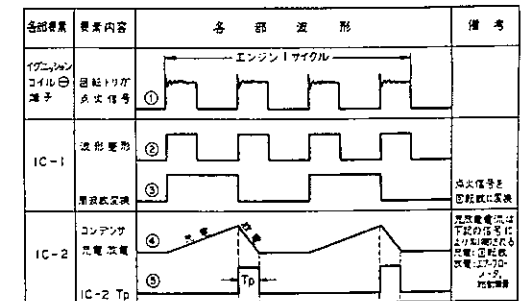 各部要素
要素内容
各部波形
備考
イグニッション
コイル⊖
端子
回転トリガ
点火信号
エンジン1サイクル
①
IC-1
波形整形
②
周波数変換
③
点火信号を
回転数に変換
IC-2
コンデンサ
充電放電
④
充電
放電
充放電電流は
下記の信号に
より制御される
充電:回転数
放電:エアーフロー
メータ,
IC-2 Tp
⑤
Tp